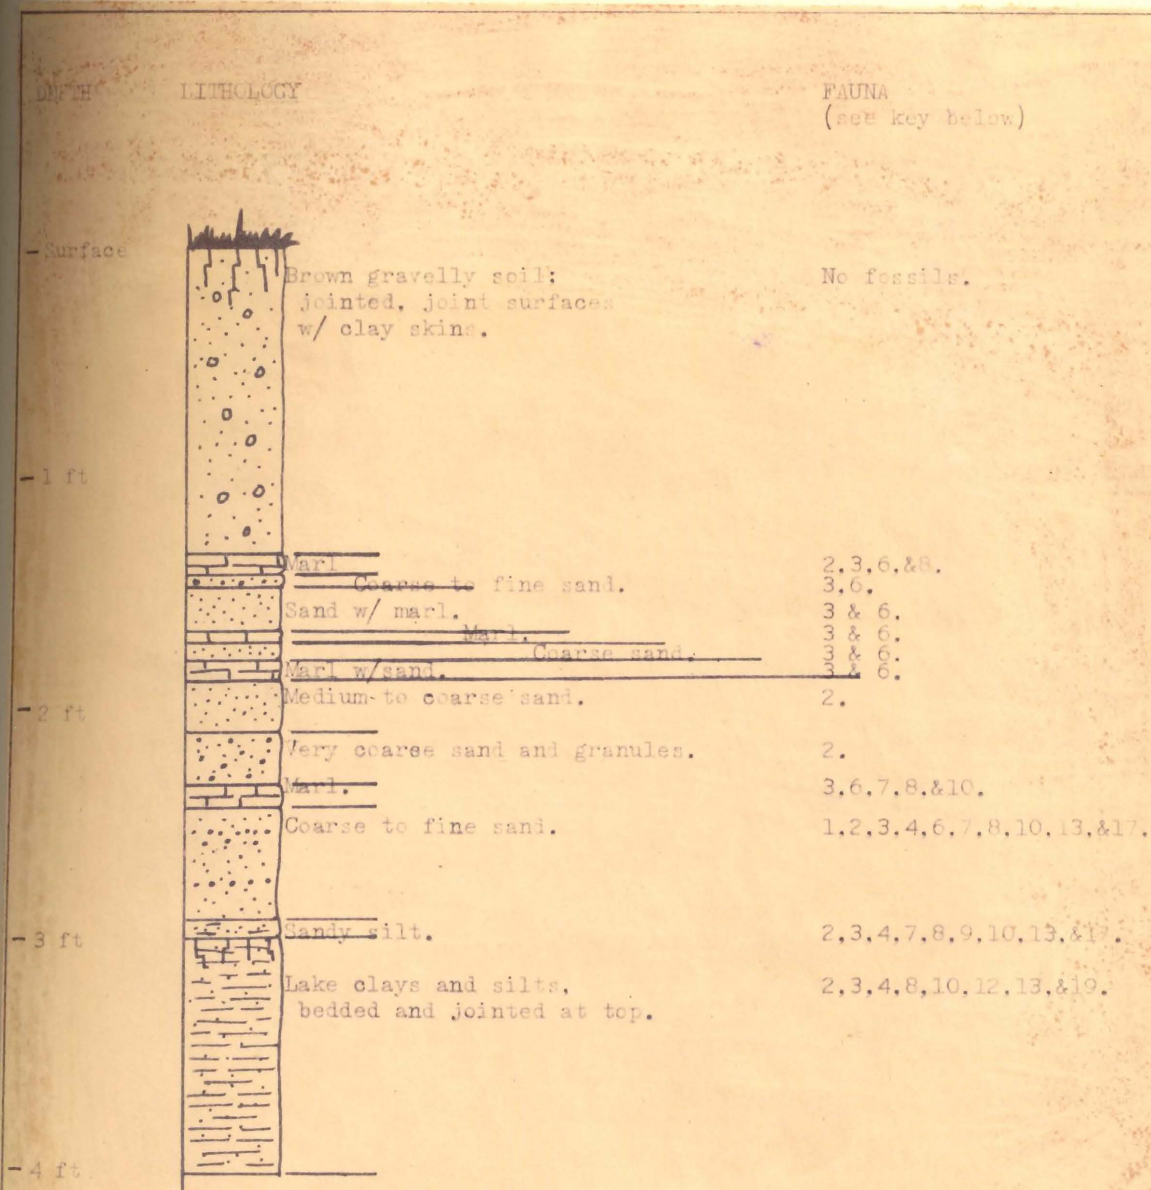 DEPTH LITHOLOGY FAUNA
(see key below)
-Surface
Brown gravelly soil; No fossils.
jointed, joint surfaces
w/ clay skins.
-1 ft
Marl 2,3,6,&8.
Coarse to fine sand. 3,6.
Sand w/ marl. 3 & 6.
Marl. 3 & 6.
Coarse sand. 3 & 6.
Marl w/sand. 3 & 6.
Medium to coarse sand. 2.
-2 ft
Very coarse sand and granules. 2.
Marl. 3,6,7,8,&10.
Coarse to fine sand. 1,2,3,4,6,7,8,10,13,&17.
Sandy silt. 2,3,4,7,8,9,10,13,&17.
-3 ft
Lake clays and silts, 2,3,4,8,10,12,13,&19.
bedded and jointed at top.
-4 ft